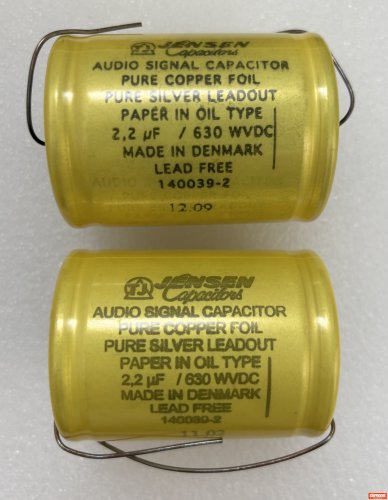 JENSEN
Capacitors
AUDIO SIGNAL CAPACITOR
PURE COPPER FOIL
PURE SILVER LEADOUT
PAPER IN OIL TYPE
2,2 µF / 630 WVDC
MADE IN DENMARK
LEAD FREE
140039-2
12.09
JENSEN
Capacitors
AUDIO SIGNAL CAPACITOR
PURE COPPER FOIL
PURE SILVER LEADOUT
PAPER IN OIL TYPE
2,2 µF / 630 WVDC
MADE IN DENMARK
LEAD FREE
140039-2